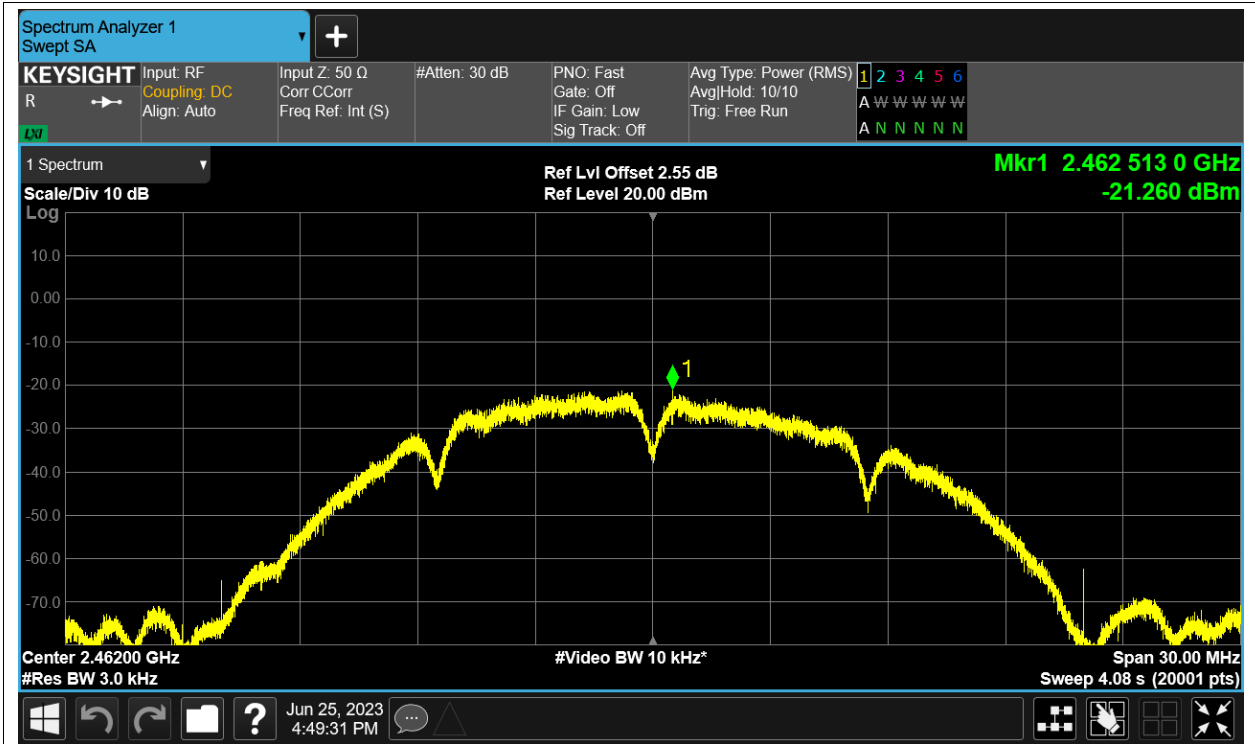 Spectrum Analyzer 1
Swept SA
KEYSIGHT
R
LXI
Input: RF
Coupling: DC
Align: Auto
Input Z: 50 Ω
Corr CCorr
Freq Ref: Int (S)
#Atten: 30 dB
PNO: Fast
Gate: Off
IF Gain: Low
Sig Track: Off
Avg Type: Power (RMS)
Avg|Hold: 10/10
Trig: Free Run
1 2 3 4 5 6
A W W W W W
A N N N N N
1 Spectrum
Scale/Div 10 dB
Ref Lvl Offset 2.55 dB
Ref Level 20.00 dBm
Mkr1 2.462 513 0 GHz
-21.260 dBm
Log
10.0
0.00
-10.0
-20.0
-30.0
-40.0
-50.0
-60.0
-70.0
1
Center 2.46200 GHz
#Res BW 3.0 kHz
#Video BW 10 kHz*
Span 30.00 MHz
Sweep 4.08 s (20001 pts)
?
Jun 25, 2023
4:49:31 PM